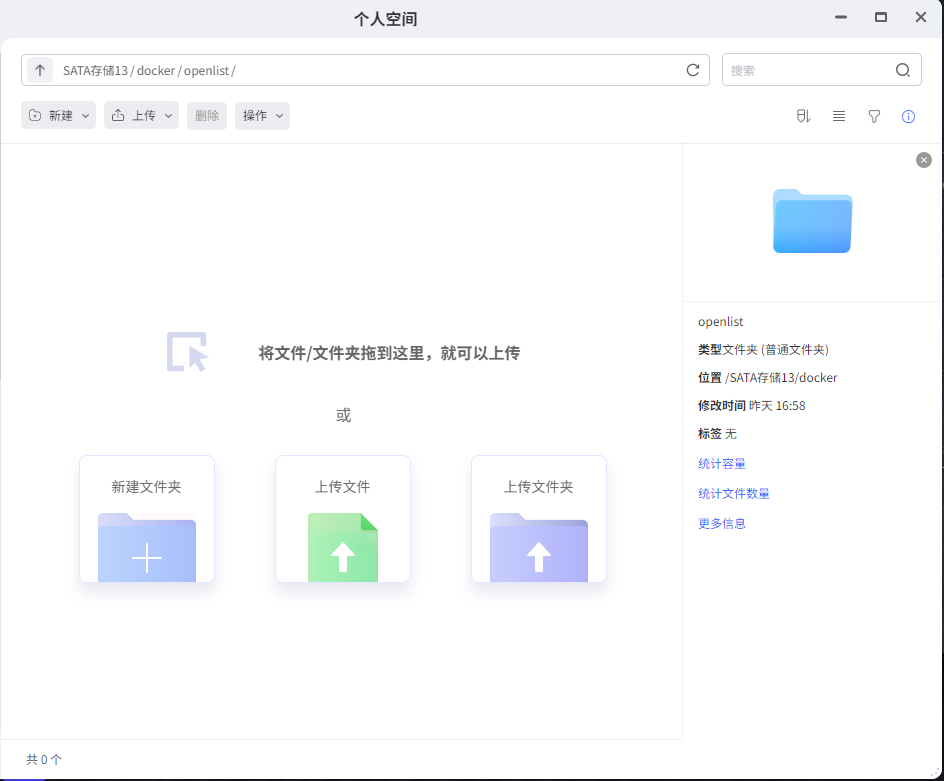 个人空间
SATA存储13 / docker / openlist /
搜索
新建 上传 删除 操作
将文件/文件夹拖到这里，就可以上传
或
新建文件夹 上传文件 上传文件夹
openlist
类型文件夹 (普通文件夹)
位置 /SATA存储13/docker
修改时间 昨天 16:58
标签 无
统计容量
统计文件数量
更多信息
共 0 个